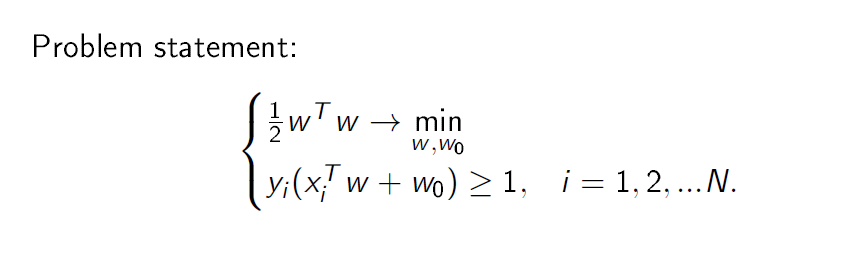 Problem statement:
½wᵀw → min
w,w₀
yᵢ(xᵢᵀw + w₀) ≥ 1, i = 1, 2, ...N.